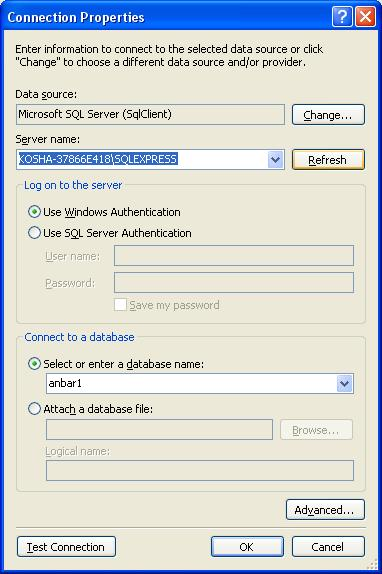 Connection Properties
Enter information to connect to the selected data source or click
"Change" to choose a different data source and/or provider.
Data source:
Microsoft SQL Server (SqlClient)
Change...
Server name:
KOSHA-37866E418\SQLEXPRESS
Refresh
Log on to the server
Use Windows Authentication
Use SQL Server Authentication
User name:
Password:
Save my password
Connect to a database
Select or enter a database name:
anbar1
Attach a database file:
Browse...
Logical name:
Advanced...
Test Connection
OK
Cancel